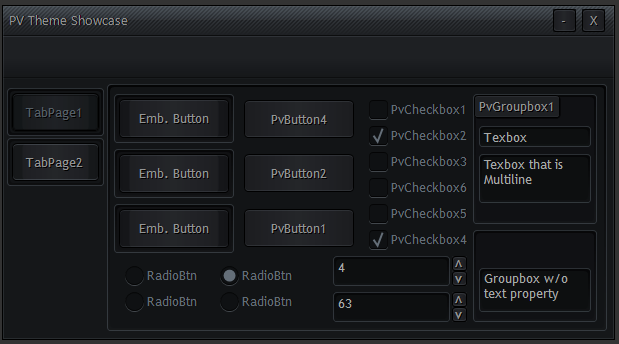 PV Theme Showcase
- X
TabPage1
TabPage2
Emb. Button
PvButton4
Emb. Button
PvButton2
Emb. Button
PvButton1
PvCheckbox1
PvCheckbox2
PvCheckbox3
PvCheckbox6
PvCheckbox5
PvCheckbox4
RadioBtn
RadioBtn
RadioBtn
RadioBtn
4
63
PvGroupbox1
Texbox
Texbox that is
Multiline
Groupbox w/o
text property